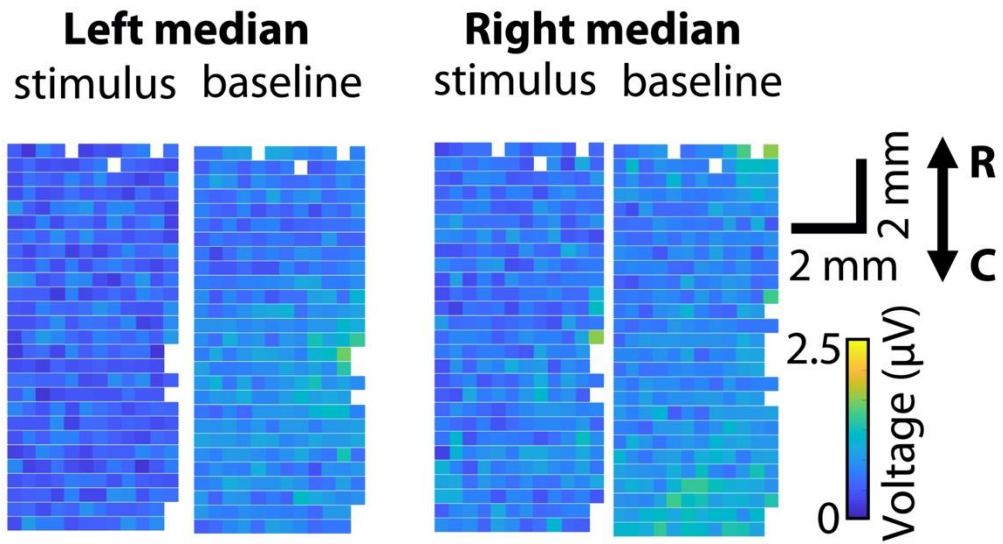 Left median
stimulus baseline
Right median
stimulus baseline
2 mm
2 mm
R
C
2.5
0
Voltage (µV)